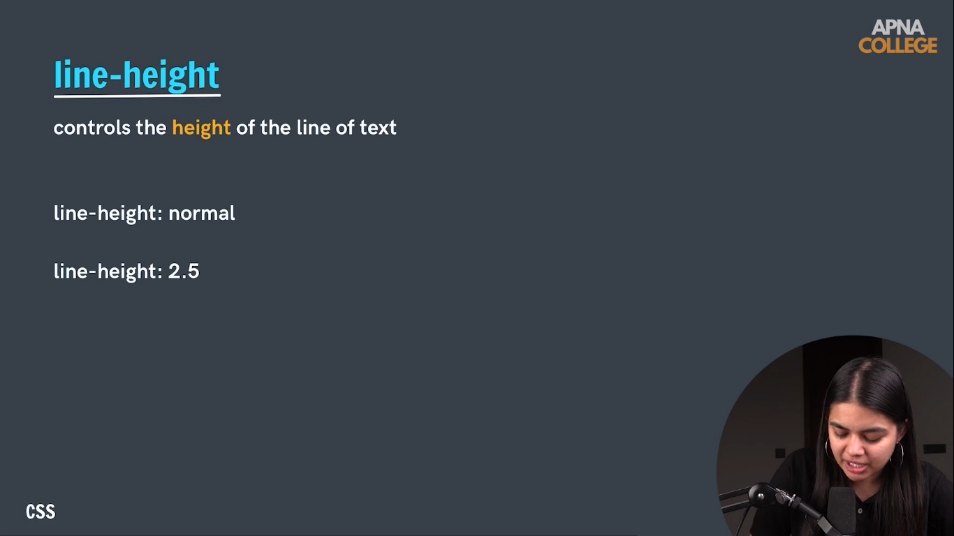 APNA
COLLEGE
line-height
controls the height of the line of text
line-height: normal
line-height: 2.5
CSS